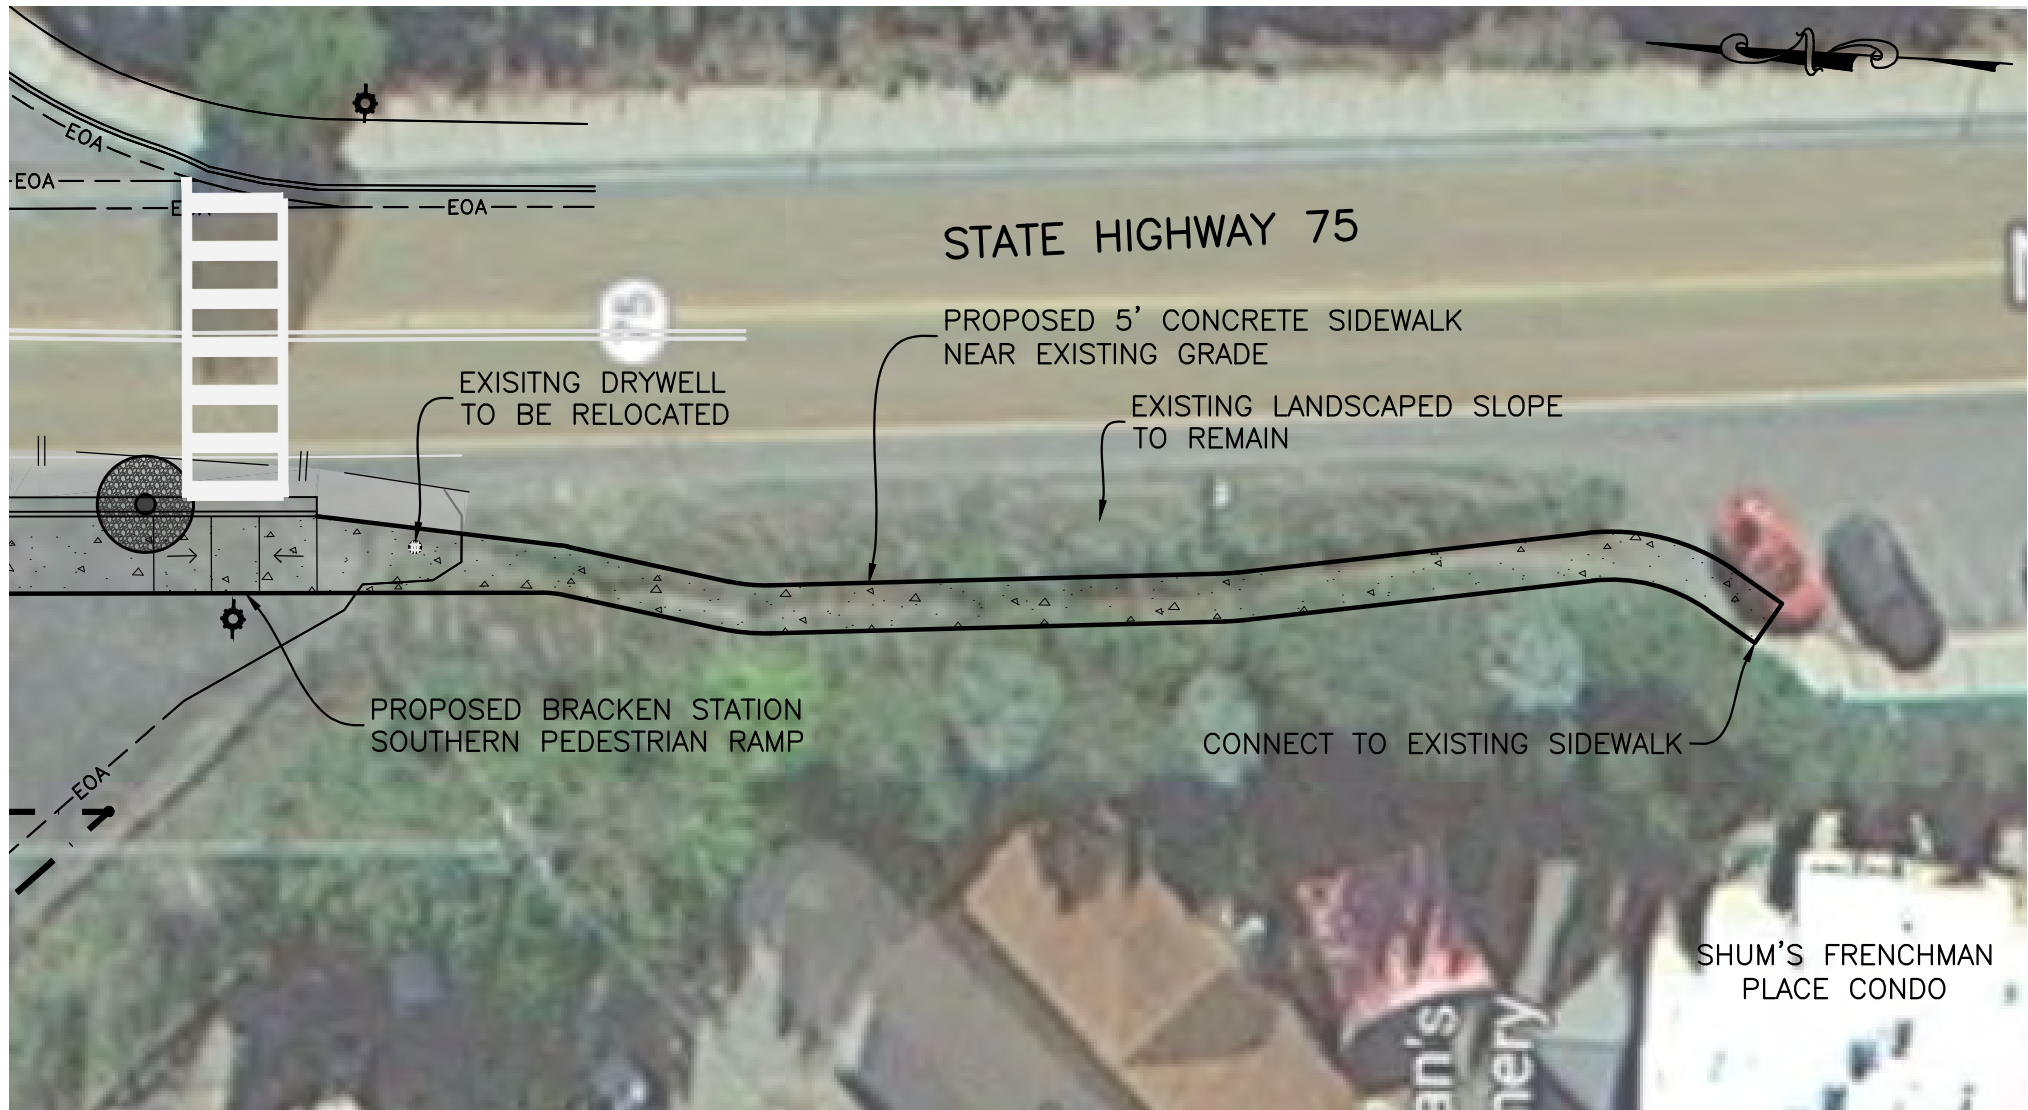 EOA
EOA
EOA
STATE HIGHWAY 75
75
PROPOSED 5' CONCRETE SIDEWALK
NEAR EXISTING GRADE
EXISITNG DRYWELL
TO BE RELOCATED
EXISTING LANDSCAPED SLOPE
TO REMAIN
PROPOSED BRACKEN STATION
SOUTHERN PEDESTRIAN RAMP
CONNECT TO EXISTING SIDEWALK
EOA
SHUM'S FRENCHMAN
PLACE CONDO
an's
nery